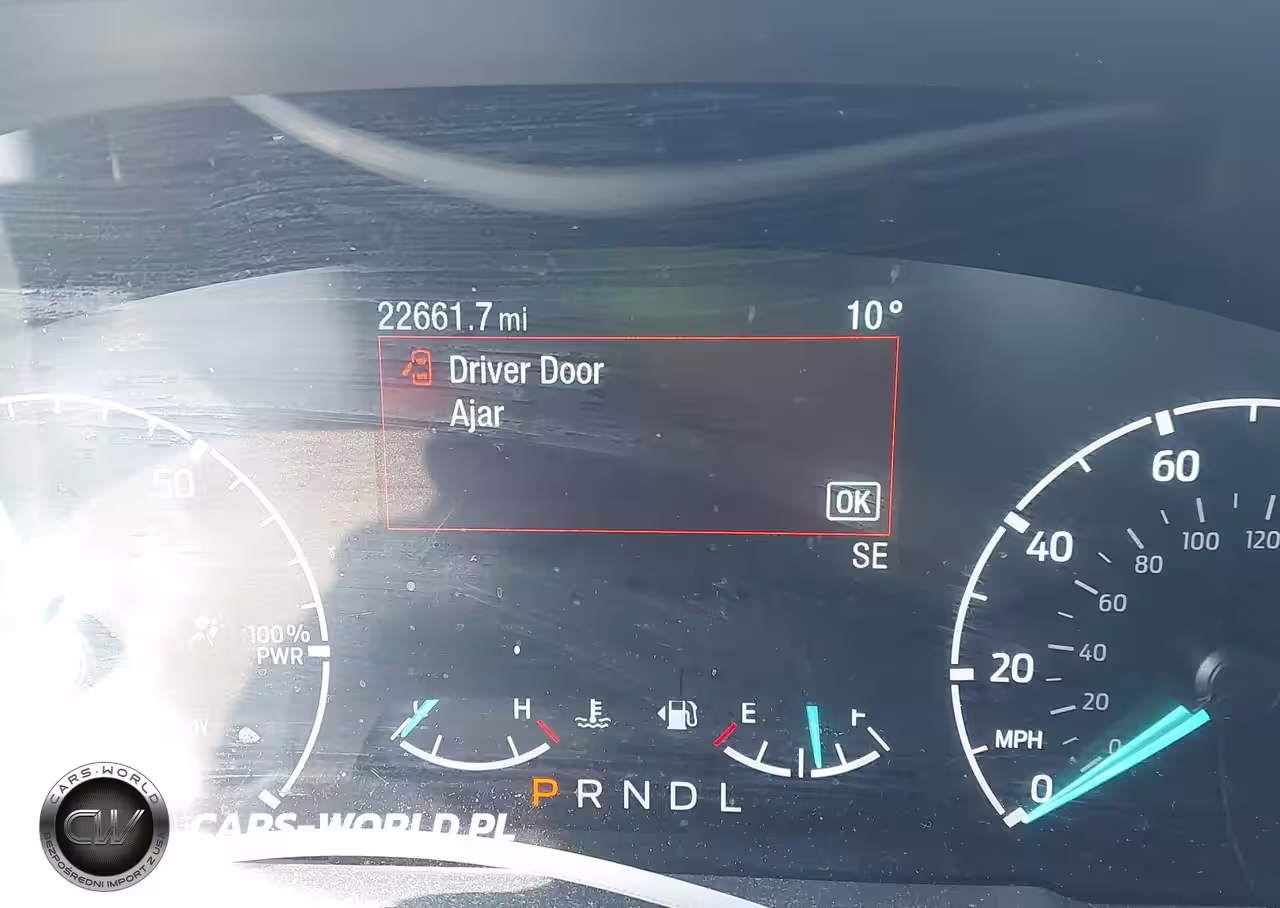 22661.7 mi 10°
Driver Door
Ajar
OK
SE
50
100%
PWR
H
E
F
P R N D L
60
40
20
0
MPH
120
100
80
60
40
20
0
CARS-WORLD
CW
BEZPOŚREDNI IMPORT Z USA
CARS-WORLD.PL